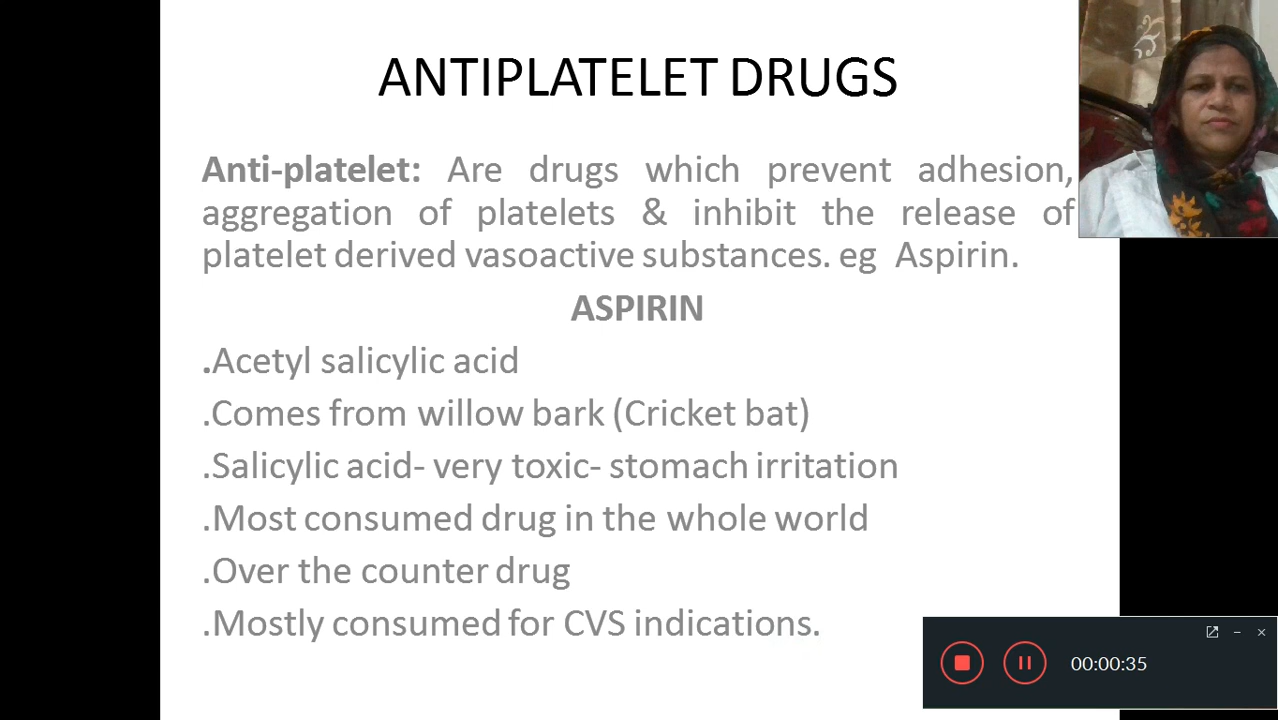 ANTIPLATELET DRUGS
Anti-platelet: Are drugs which prevent adhesion,
aggregation of platelets & inhibit the release of
platelet derived vasoactive substances. eg Aspirin.
ASPIRIN
.Acetyl salicylic acid
.Comes from willow bark (Cricket bat)
.Salicylic acid- very toxic- stomach irritation
.Most consumed drug in the whole world
.Over the counter drug
.Mostly consumed for CVS indications.
00:00:35